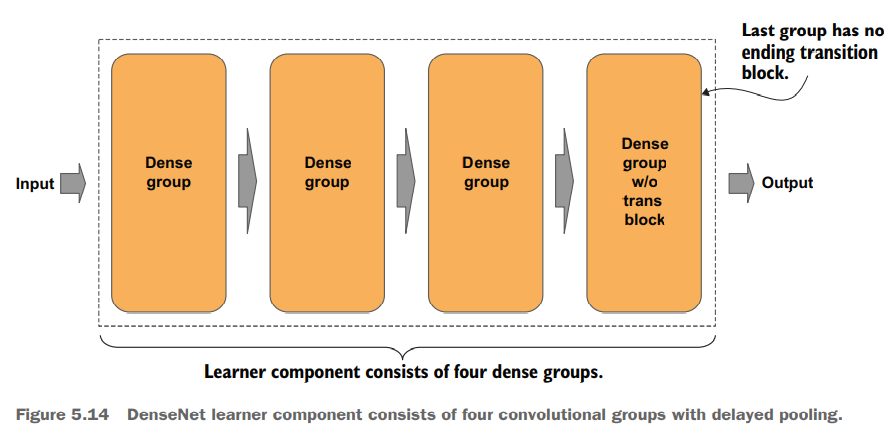 Last group has no
ending transition
block.
Input
Dense
group
Dense
group
Dense
group
Dense
group
w/o
trans
block
Output
Learner component consists of four dense groups.
Figure 5.14 DenseNet learner component consists of four convolutional groups with delayed pooling.